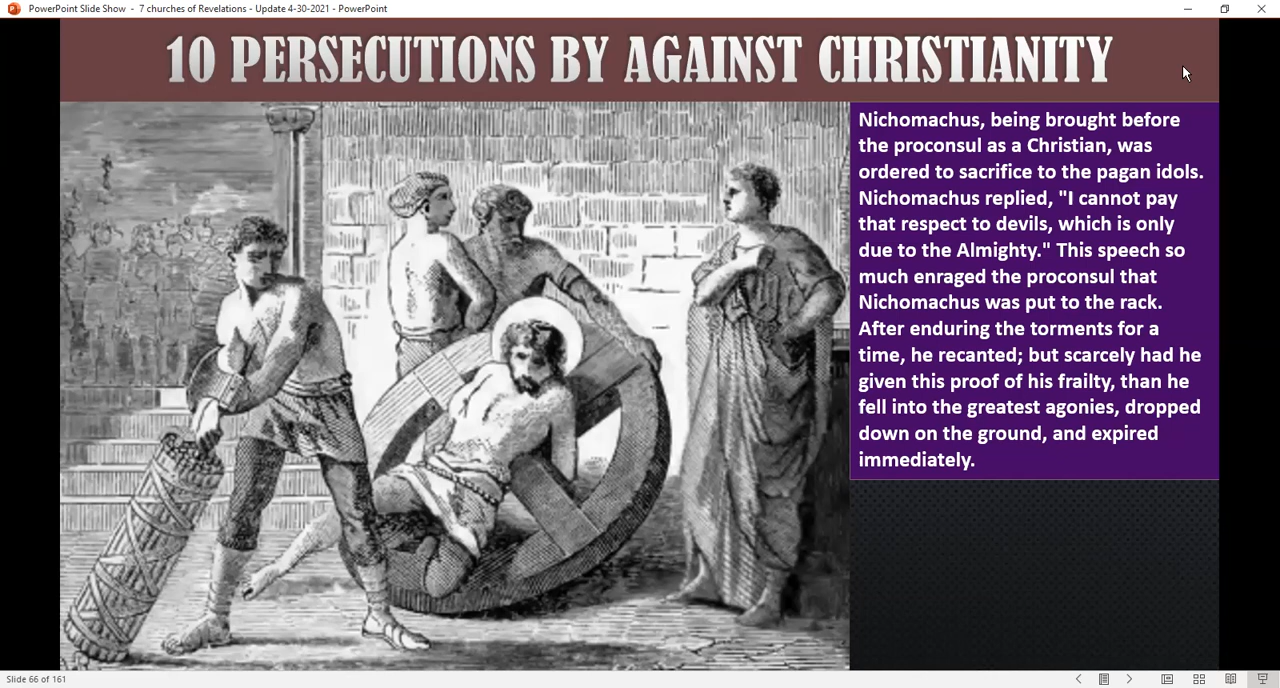 PowerPoint Slide Show - 7 churches of Revelations - Update 4-30-2021 - PowerPoint
10 PERSECUTIONS BY AGAINST CHRISTIANITY
Nichomachus, being brought before
the proconsul as a Christian, was
ordered to sacrifice to the pagan idols.
Nichomachus replied, "I cannot pay
that respect to devils, which is only
due to the Almighty." This speech so
much enraged the proconsul that
Nichomachus was put to the rack.
After enduring the torments for a
time, he recanted; but scarcely had he
given this proof of his frailty, than he
fell into the greatest agonies, dropped
down on the ground, and expired
immediately.
Slide 66 of 161